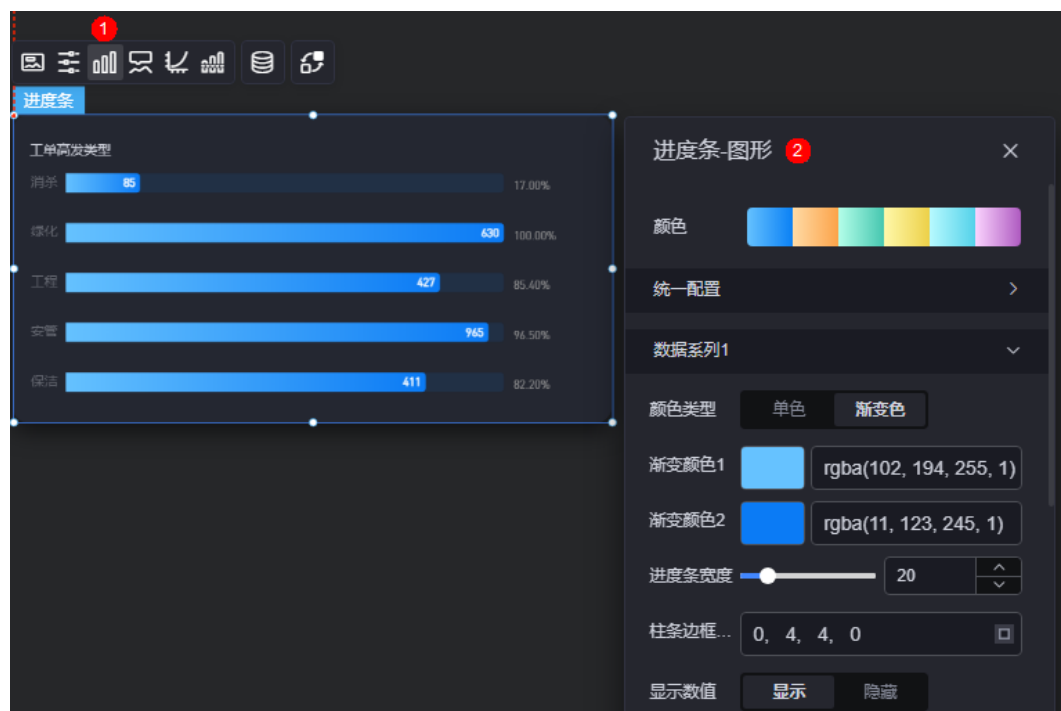 1
进度条
工单高发类型
消杀 85 17.00%
绿化 630 100.00%
工程 427 85.40%
安管 965 96.50%
保洁 411 82.20%
进度条-图形 2
颜色
统一配置
数据系列1
颜色类型 单色 渐变色
渐变颜色1 rgba(102, 194, 255, 1)
渐变颜色2 rgba(11, 123, 245, 1)
进度条宽度 20
柱条边框... 0, 4, 4, 0
显示数值 显示 隐藏